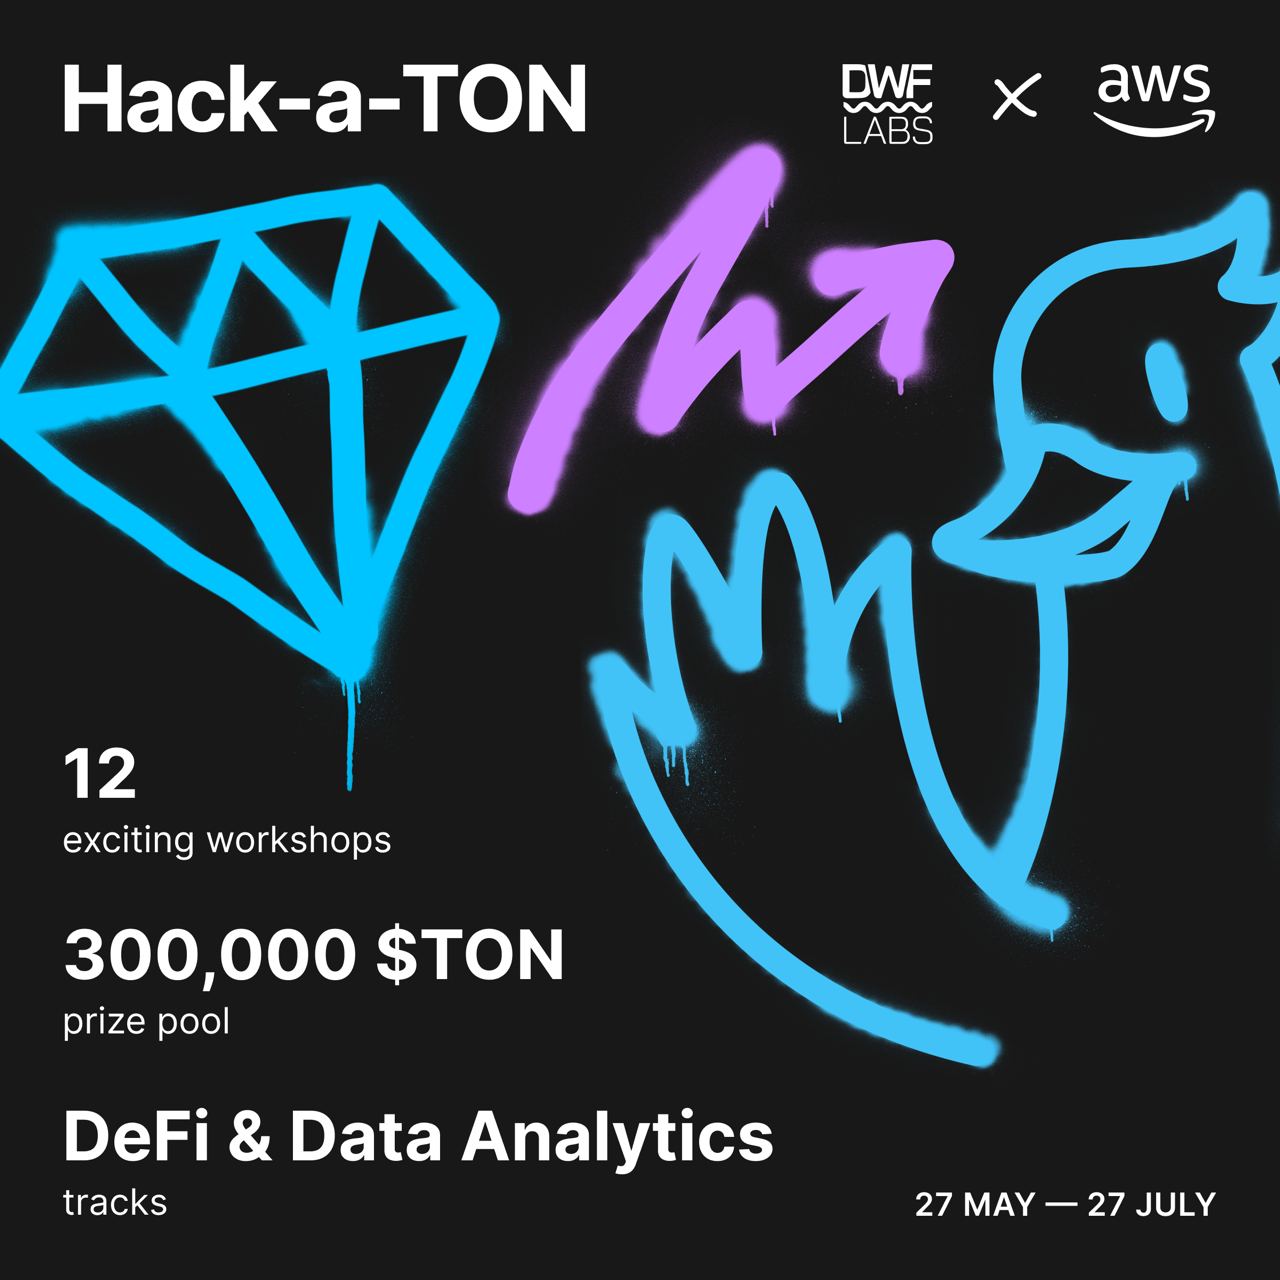 Hack-a-TON
DWF
LABS
aws
12
exciting workshops
300,000 $TON
prize pool
DeFi & Data Analytics
tracks
27 MAY — 27 JULY